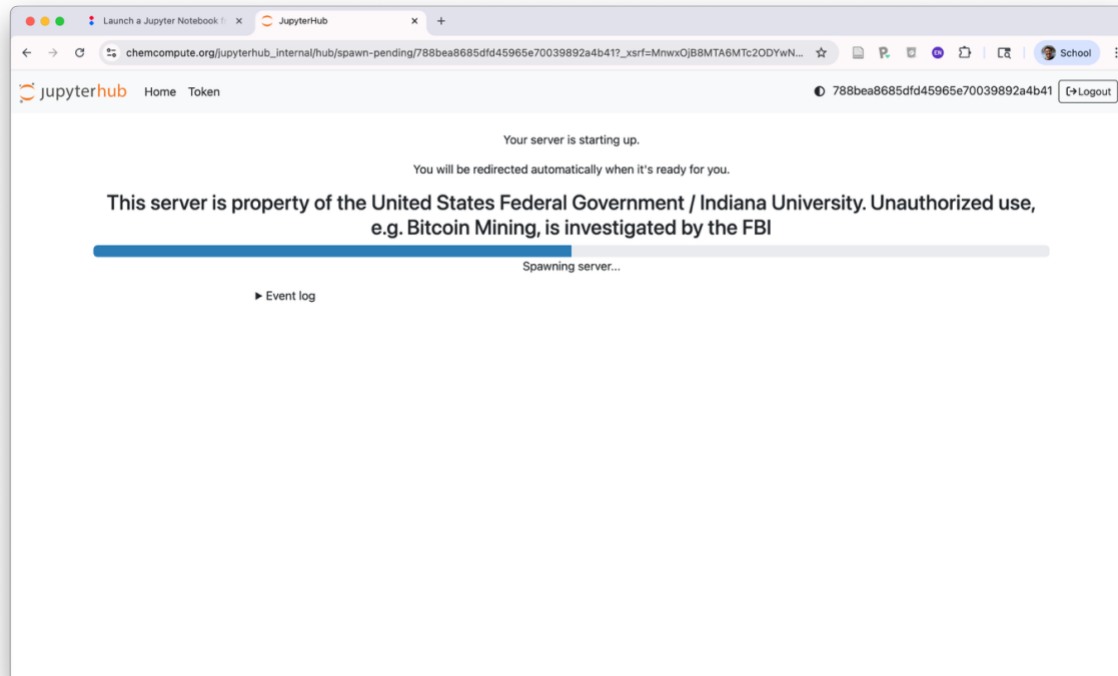 Launch a Jupyter Notebook
JupyterHub
chemcompute.org/jupyterhub_internal/hub/spawn-pending/788bea8685dfd45965e70039892a4b41?_xsrf=MnwxOjB8MTA6MTc2ODYwN...
School
jupyterhub Home Token
788bea8685dfd45965e70039892a4b41 Logout
Your server is starting up.
You will be redirected automatically when it's ready for you.
This server is property of the United States Federal Government / Indiana University. Unauthorized use,
e.g. Bitcoin Mining, is investigated by the FBI
Spawning server...
Event log